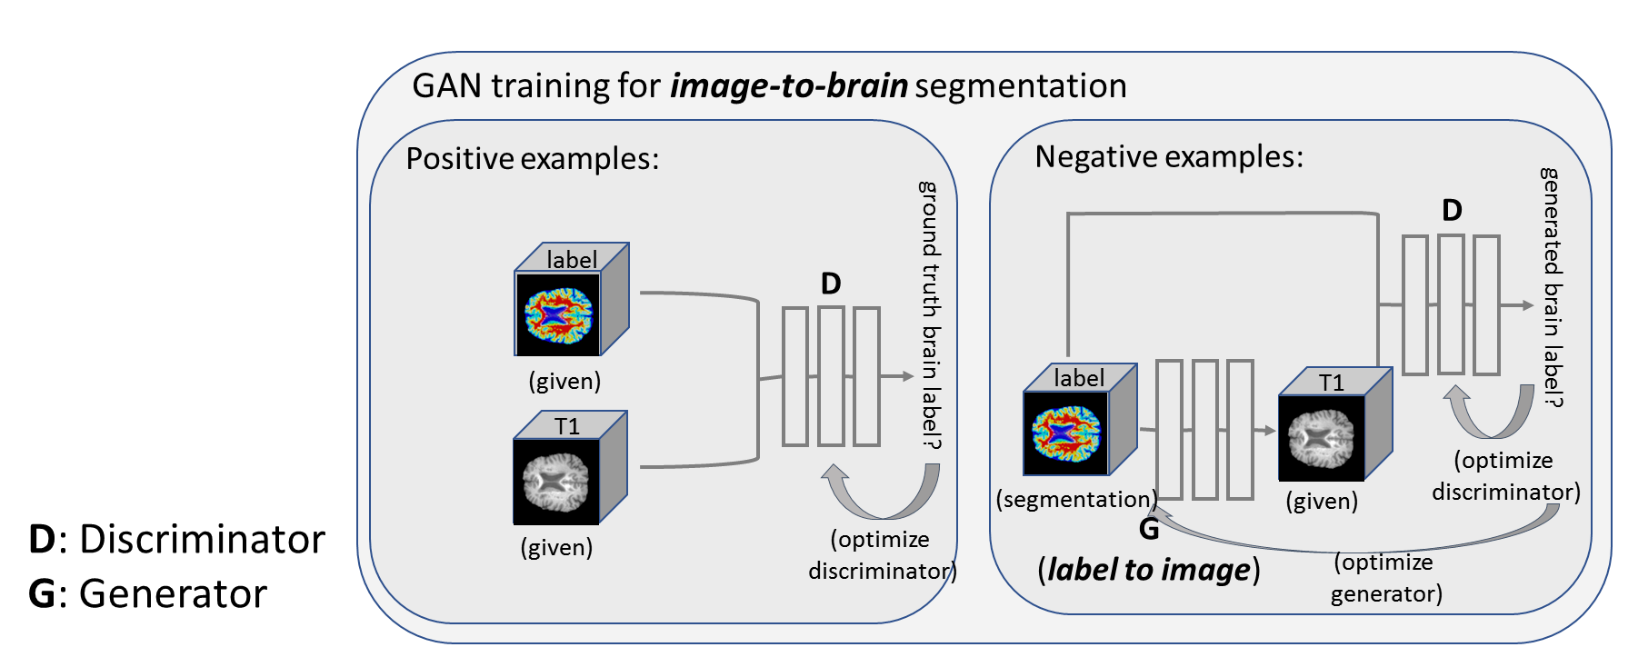 GAN training for image-to-brain segmentation
Positive examples:
label
(given)
T1
(given)
D
ground truth brain label?
(optimize
discriminator)
Negative examples:
label
(segmentation)
G
(label to image)
T1
(given)
D
generated brain label?
(optimize
discriminator)
(optimize
generator)
D: Discriminator
G: Generator